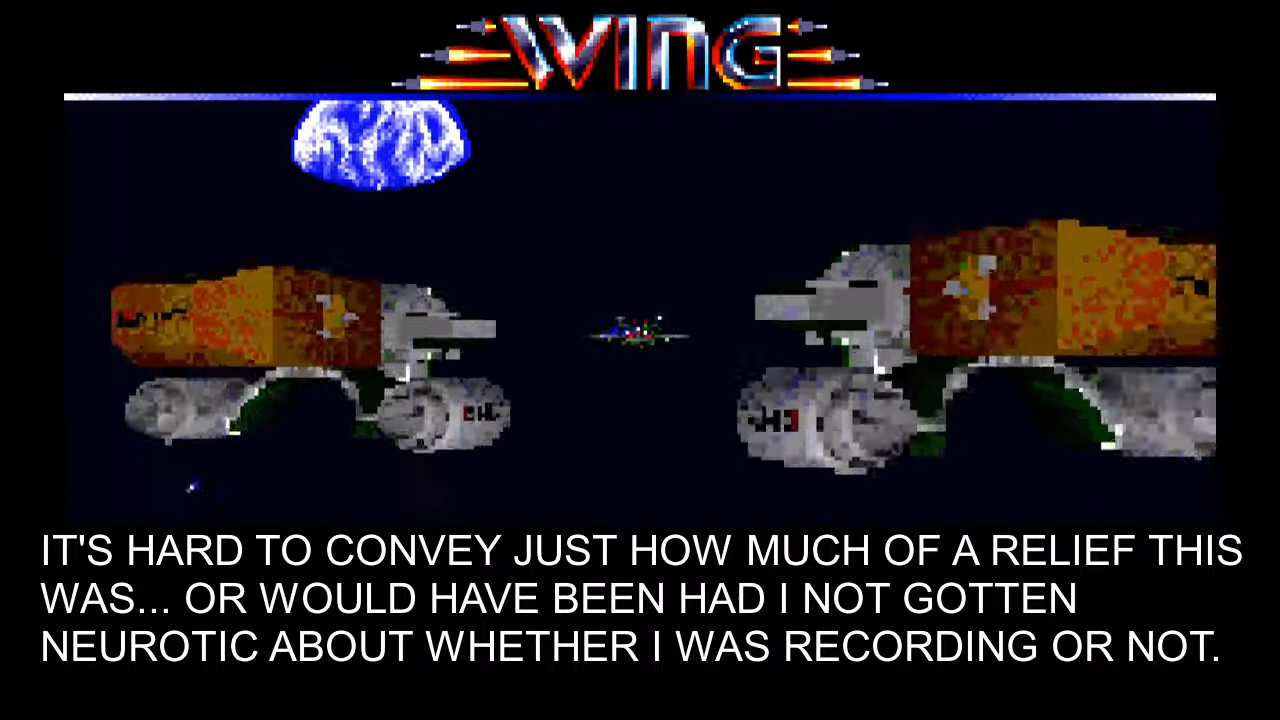 WING
IT'S HARD TO CONVEY JUST HOW MUCH OF A RELIEF THIS
WAS... OR WOULD HAVE BEEN HAD I NOT GOTTEN
NEUROTIC ABOUT WHETHER I WAS RECORDING OR NOT.